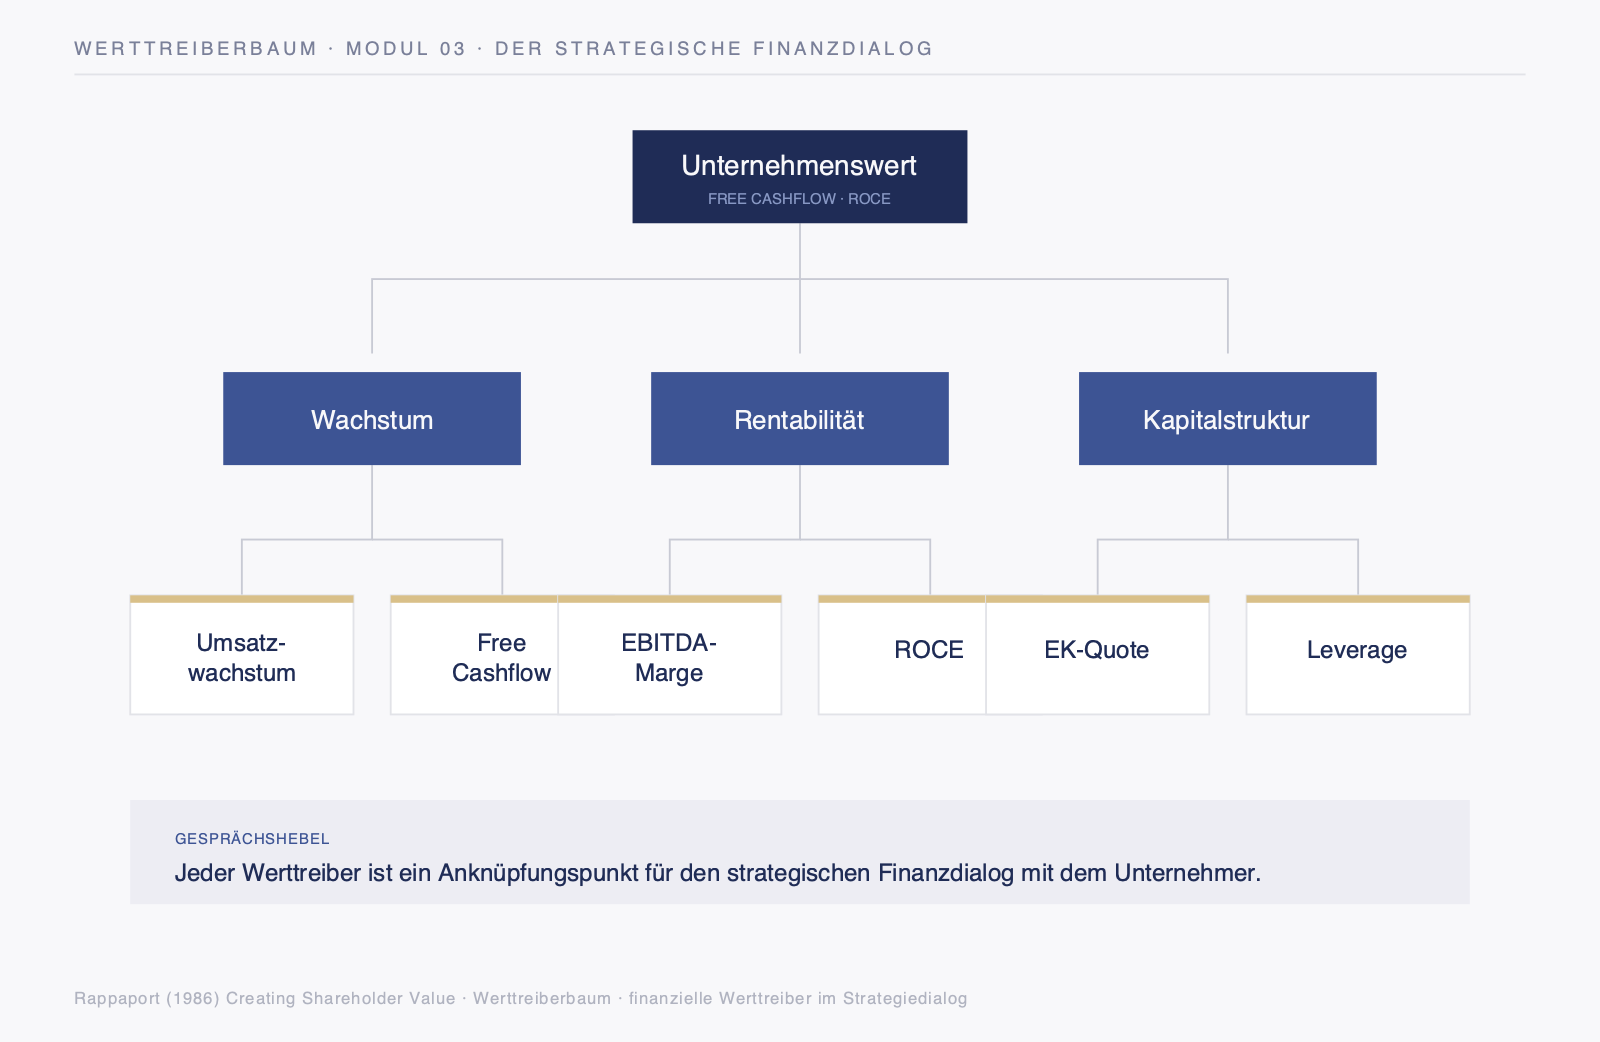 WERTTREIBERBAUM · MODUL 03 · DER STRATEGISCHE FINANZDIALOG
Unternehmenswert
FREE CASHFLOW · ROCE
Wachstum
Rentabilität
Kapitalstruktur
Umsatz-
wachstum
Free
Cashflow
EBITDA-
Marge
ROCE
EK-Quote
Leverage
GESPRÄCHSHEBEL
Jeder Werttreiber ist ein Anknüpfungspunkt für den strategischen Finanzdialog mit dem Unternehmer.
Rappaport (1986) Creating Shareholder Value · Werttreiberbaum · finanzielle Werttreiber im Strategiedialog